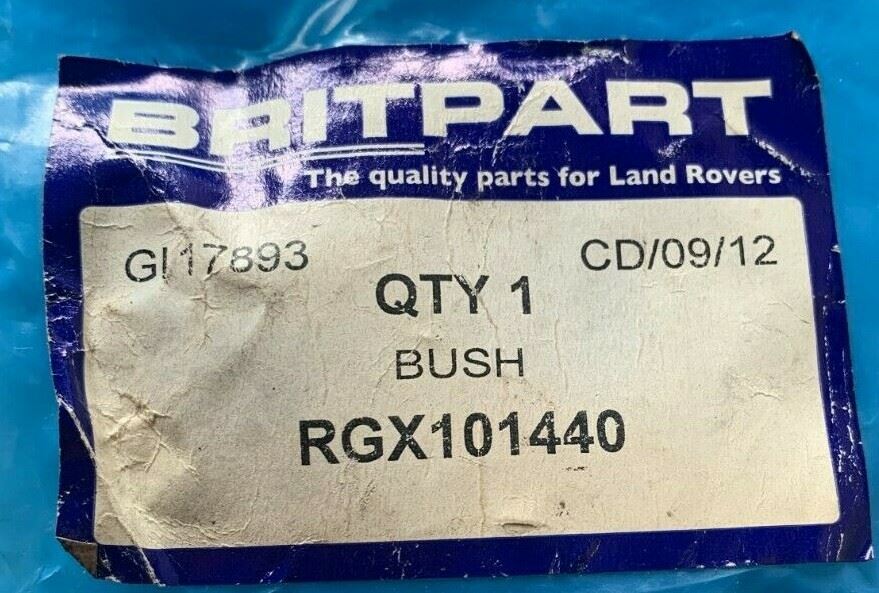 BRITPART
The quality parts for Land Rovers
GI17893 CD/09/12
QTY 1
BUSH
RGX101440